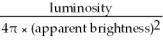 luminosity
4π × (apparent brightness)²